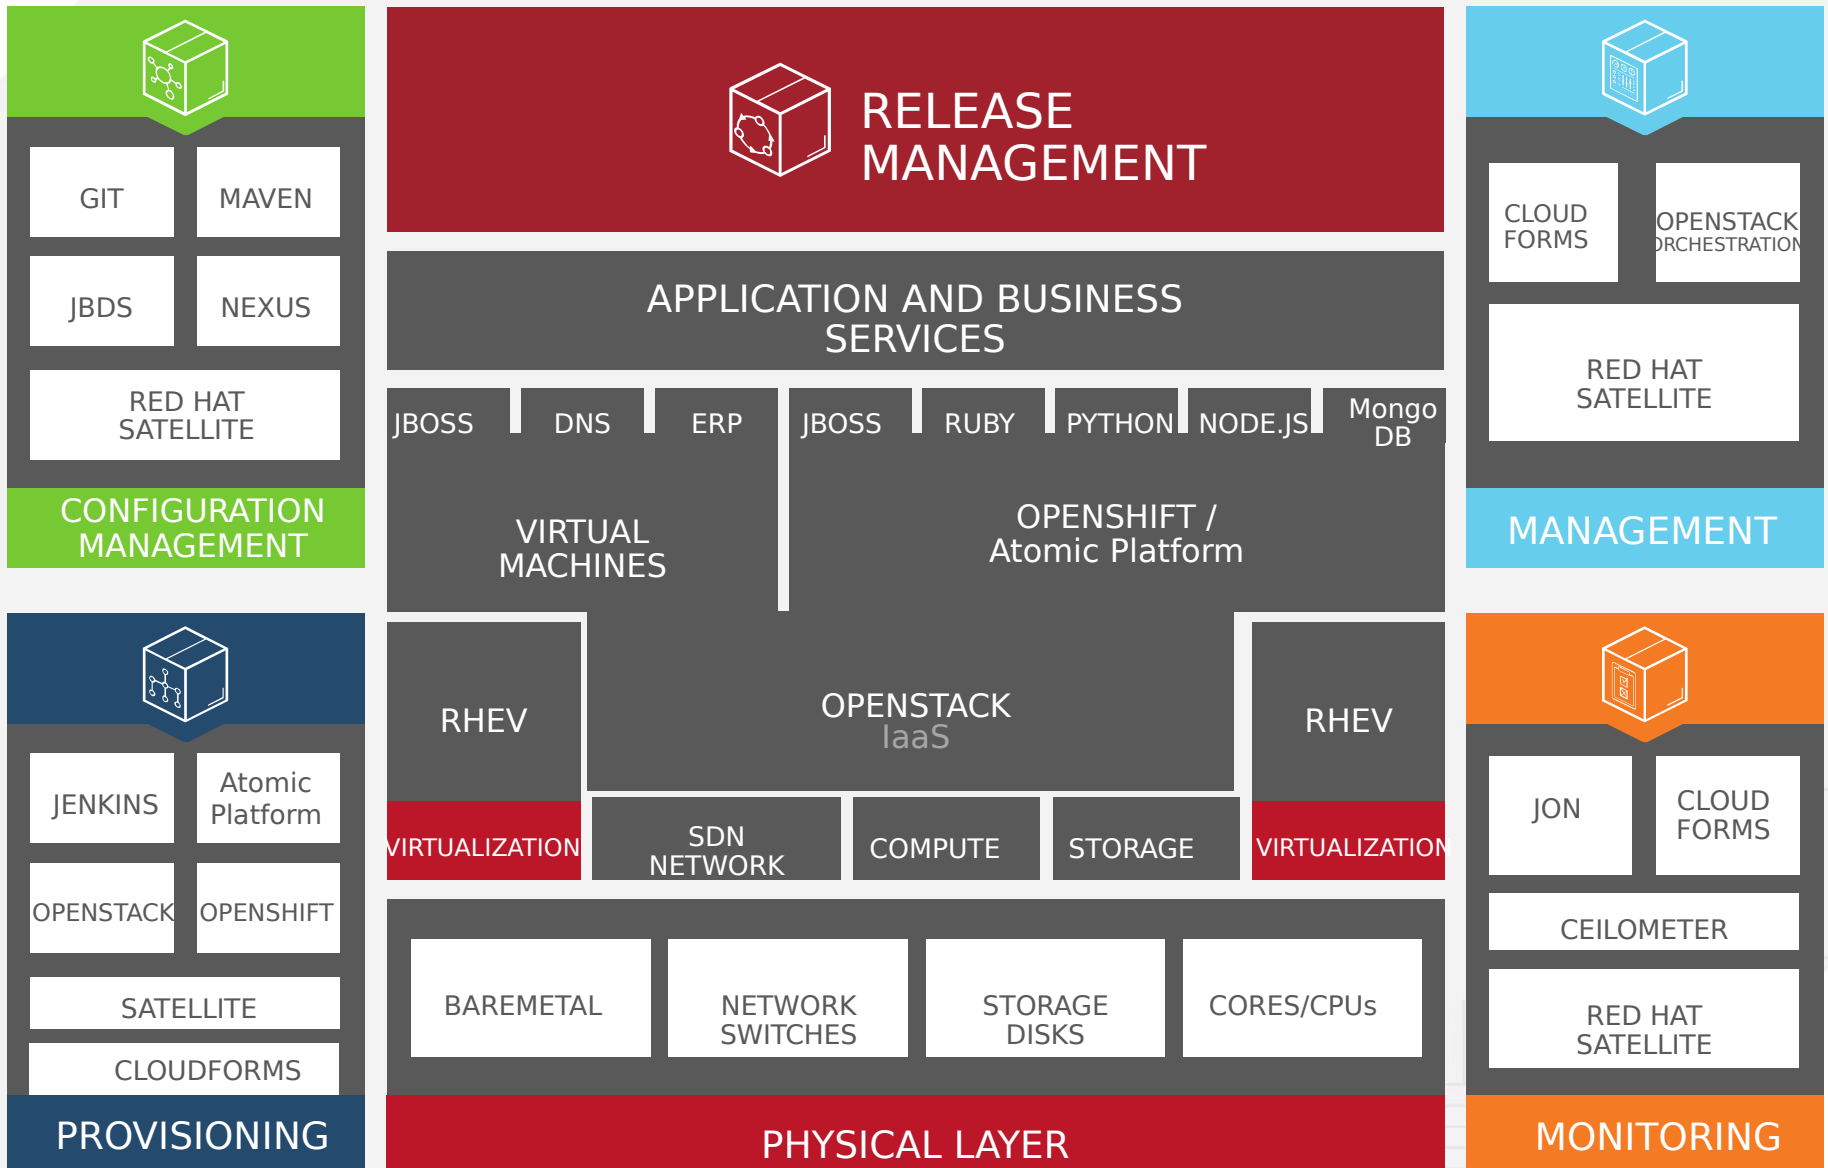 GIT
MAVEN
JBDS
NEXUS
RED HAT
SATELLITE
CONFIGURATION
MANAGEMENT
JENKINS
Atomic
Platform
OPENSTACK
OPENSHIFT
SATELLITE
CLOUDFORMS
PROVISIONING
RELEASE
MANAGEMENT
APPLICATION AND BUSINESS
SERVICES
JBOSS
DNS
ERP
JBOSS
RUBY
PYTHON
NODE.JS
Mongo
DB
VIRTUAL
MACHINES
OPENSHIFT /
Atomic Platform
RHEV
OPENSTACK
IaaS
RHEV
VIRTUALIZATION
SDN
NETWORK
COMPUTE
STORAGE
VIRTUALIZATION
BAREMETAL
NETWORK
SWITCHES
STORAGE
DISKS
CORES/CPUs
PHYSICAL LAYER
CLOUD
FORMS
OPENSTACK
ORCHESTRATION
RED HAT
SATELLITE
MANAGEMENT
JON
CLOUD
FORMS
CEILOMETER
RED HAT
SATELLITE
MONITORING